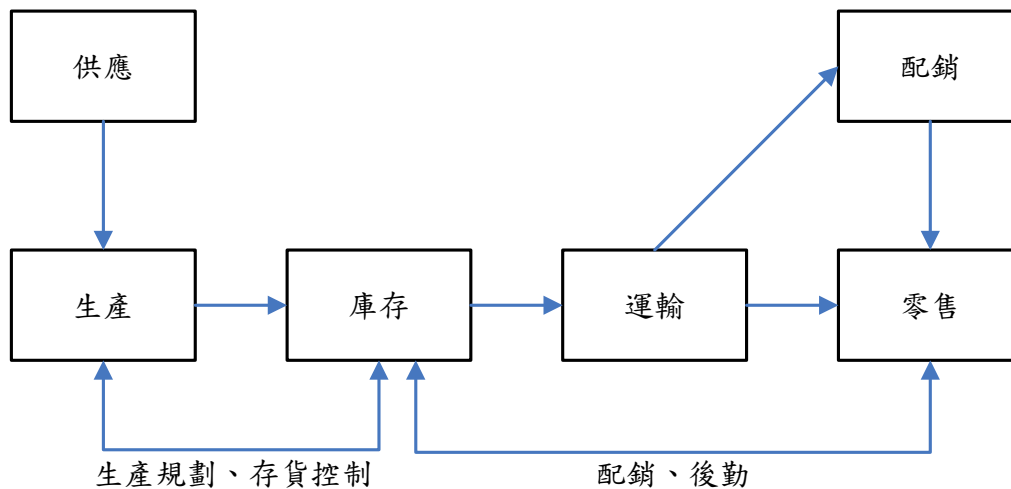 供應
配銷
生產
庫存
運輸
零售
生產規劃、存貨控制
配銷、後勤